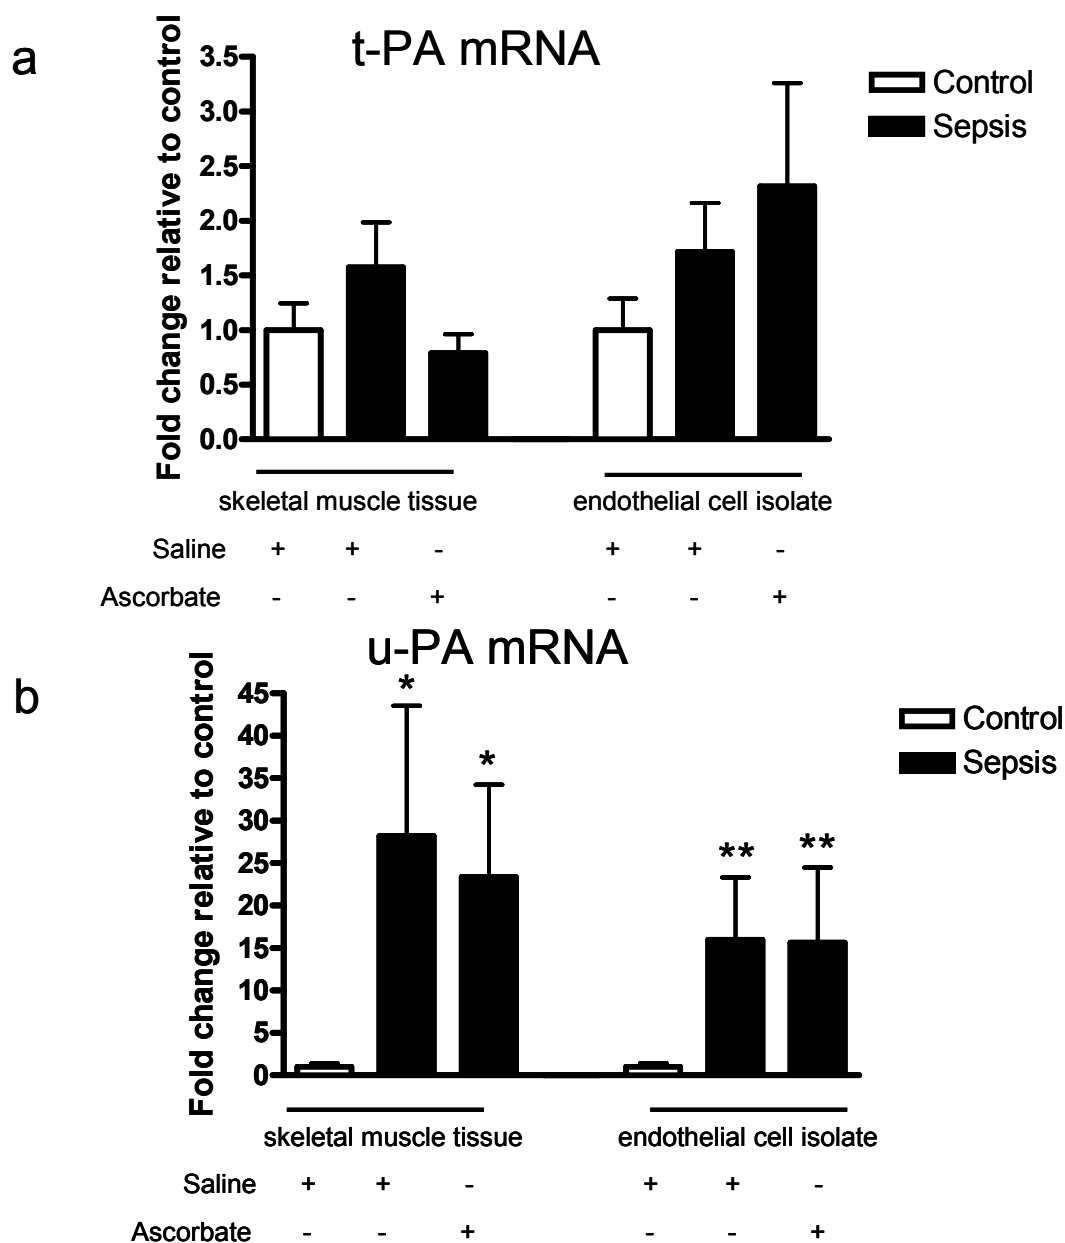 a
t-PA mRNA
Fold change relative to control
3.5
3.0
2.5
2.0
1.5
1.0
0.5
0.0
Control
Sepsis
skeletal muscle tissue endothelial cell isolate
Saline + + - + + -
Ascorbate - - + - - +
b
u-PA mRNA
Fold change relative to control
45
40
35
30
25
20
15
10
5
0
* * ** **
Control
Sepsis
skeletal muscle tissue endothelial cell isolate
Saline + + - + + -
Ascorbate - - + - - +